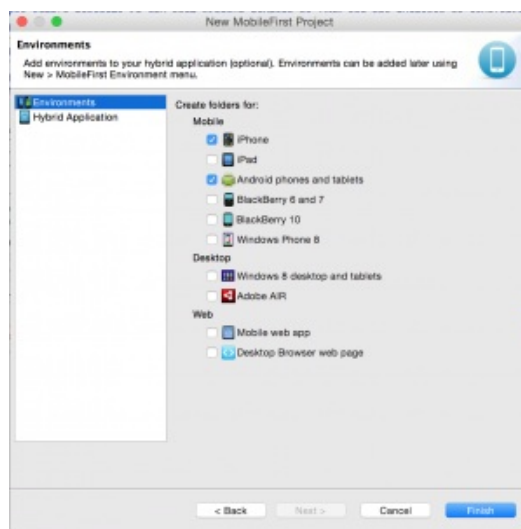 New MobileFirst Project
Environments
Add environments to your hybrid application (optional). Environments can be added later using
New > MobileFirst Environment menu.
Environments
Hybrid Application
Create folders for:
Mobile
iPhone
iPad
Android phones and tablets
BlackBerry 6 and 7
BlackBerry 10
Windows Phone 8
Desktop
Windows 8 desktop and tablets
Adobe AIR
Web
Mobile web app
Desktop Browser web page
< Back
Next >
Cancel
Finish